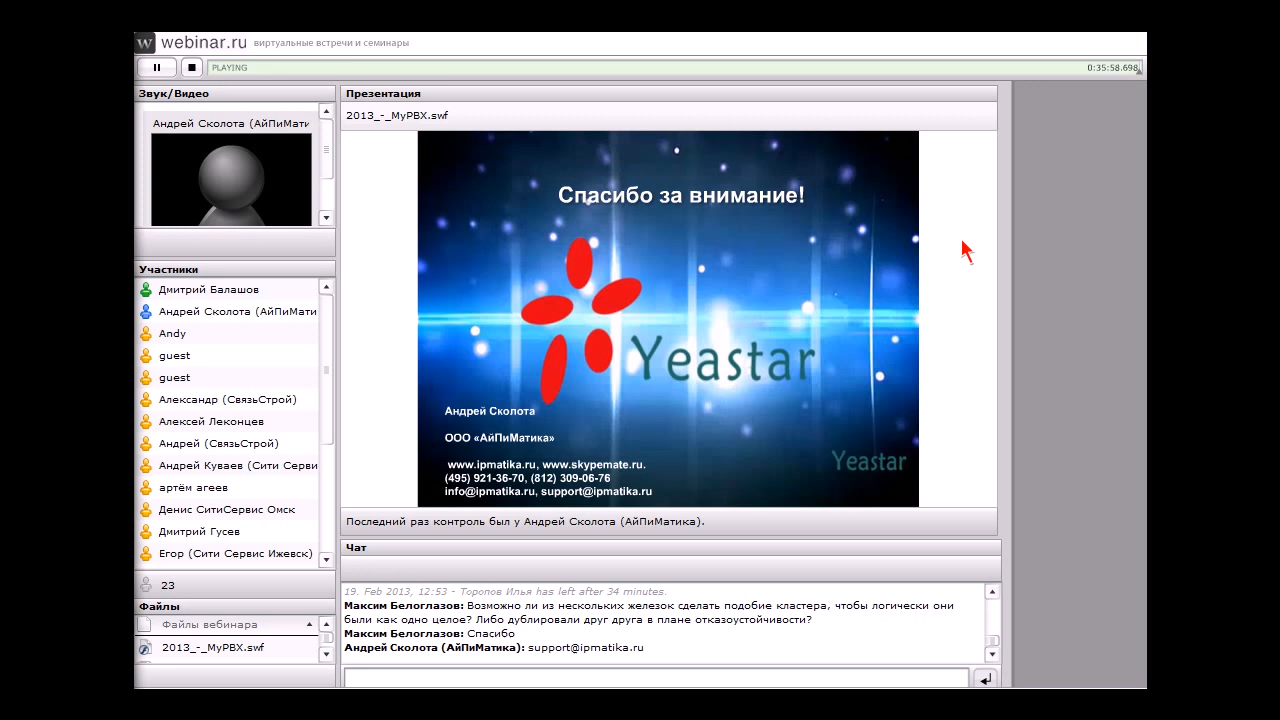 w webinar.ru виртуальные встречи и семинары
PLAYING 0:35:58.698
Звук/Видео
Андрей Сколота (АйПиМати
Участники
Дмитрий Балашов
Андрей Сколота (АйПиМати
Andy
guest
guest
Александр (СвязьСтрой)
Алексей Леконцев
Андрей (СвязьСтрой)
Андрей Куваев (Сити Серви
артём агеев
Денис СитиСервис Омск
Дмитрий Гусев
Егор (Сити Сервис Ижевск)
23
Файлы
Файлы вебинара
2013_-_MyPBX.swf
Презентация
2013_-_MyPBX.swf
Спасибо за внимание!
Yeastar
Андрей Сколота
ООО «АйПиМатика»
www.ipmatika.ru, www.skypemate.ru.
(495) 921-36-70, (812) 309-06-76
info@ipmatika.ru, support@ipmatika.ru
Yeastar
Последний раз контроль был у Андрей Сколота (АйПиМатика).
Чат
19. Feb 2013, 12:53 - Торопов Илья has left after 34 minutes.
Максим Белоглазов: Возможно ли из нескольких железок сделать подобие кластера, чтобы логически они
были как одно целое? Либо дублировали друг друга в плане отказоустойчивости?
Максим Белоглазов: Спасибо
Андрей Сколота (АйПиМатика): support@ipmatika.ru